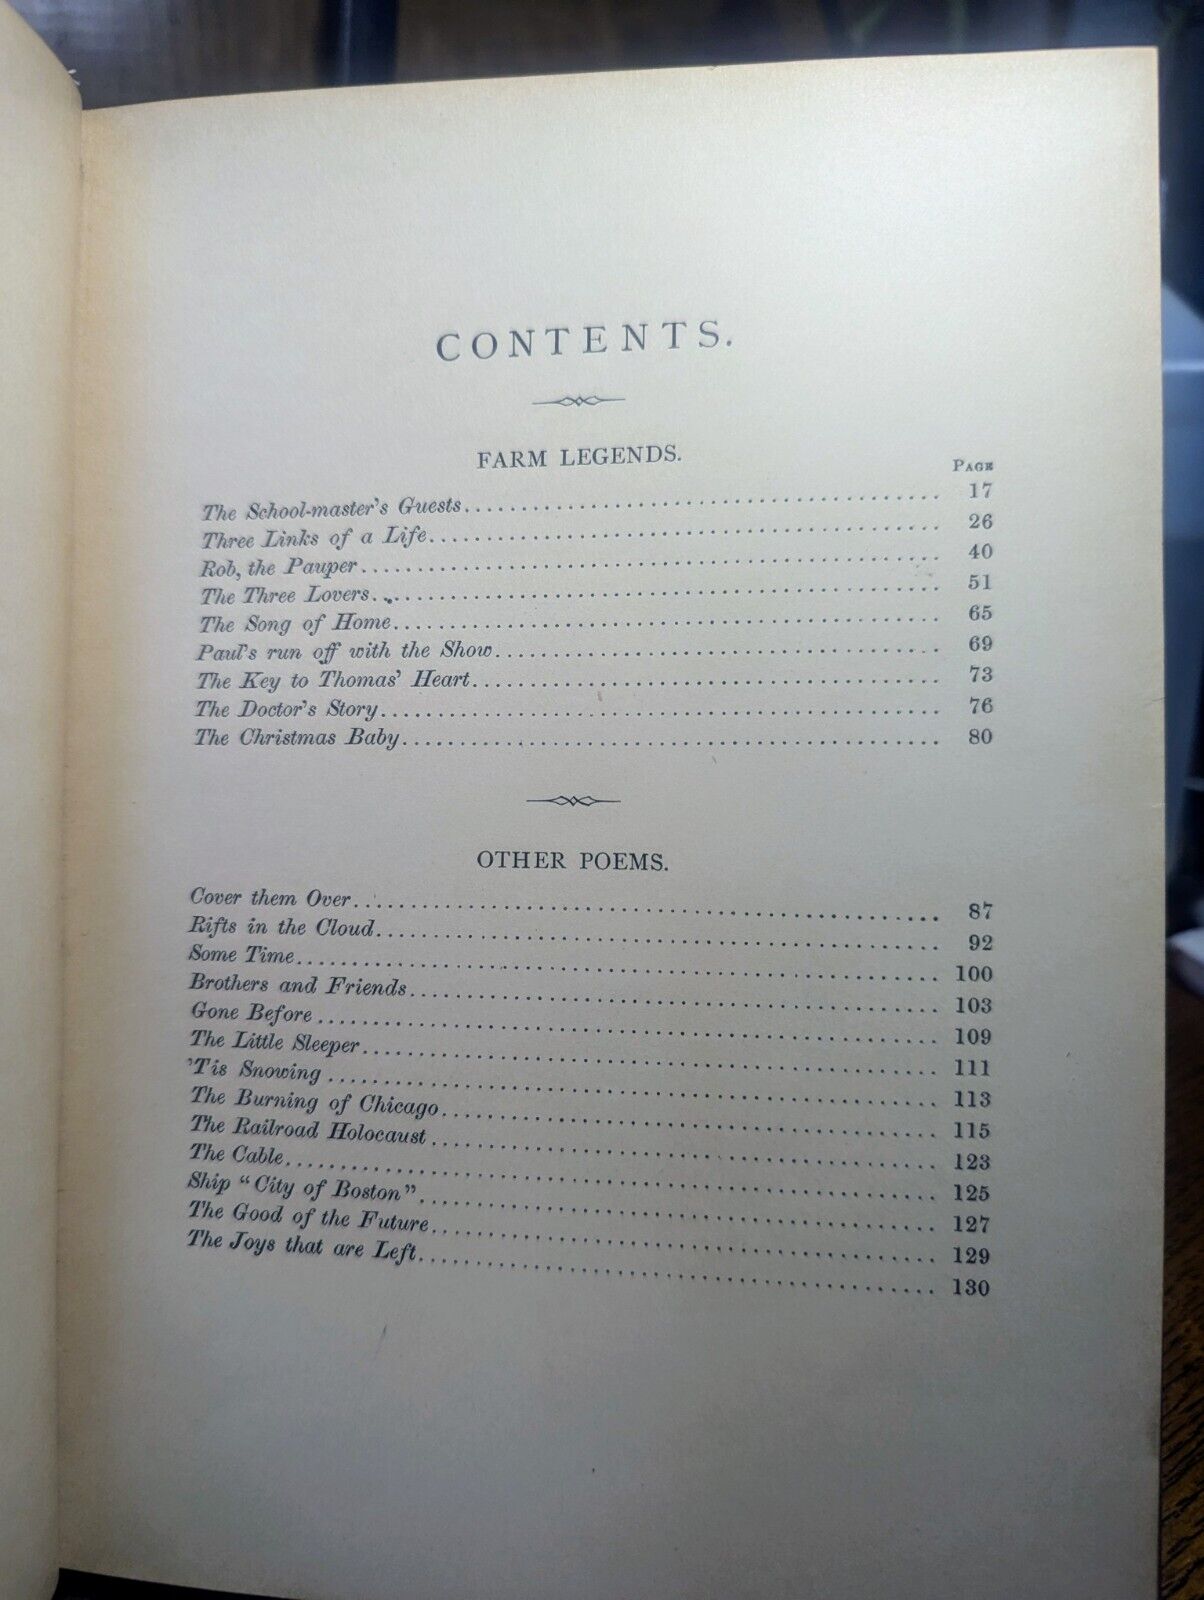 CONTENTS.
FARM LEGENDS.
PAGE
The School-master's Guests........................................ 17
Three Links of a Life........................................ 26
Rob, the Pauper........................................ 40
The Three Lovers........................................ 51
The Song of Home........................................ 65
Paul's run off with the Show........................................ 69
The Key to Thomas' Heart........................................ 73
The Doctor's Story........................................ 76
The Christmas Baby........................................ 80
OTHER POEMS.
Cover them Over........................................ 87
Rifts in the Cloud........................................ 92
Some Time........................................ 100
Brothers and Friends........................................ 103
Gone Before........................................ 109
The Little Sleeper........................................ 111
'Tis Snowing........................................ 113
The Burning of Chicago........................................ 115
The Railroad Holocaust........................................ 123
The Cable........................................ 125
Ship "City of Boston"........................................ 127
The Good of the Future........................................ 129
The Joys that are Left........................................ 130